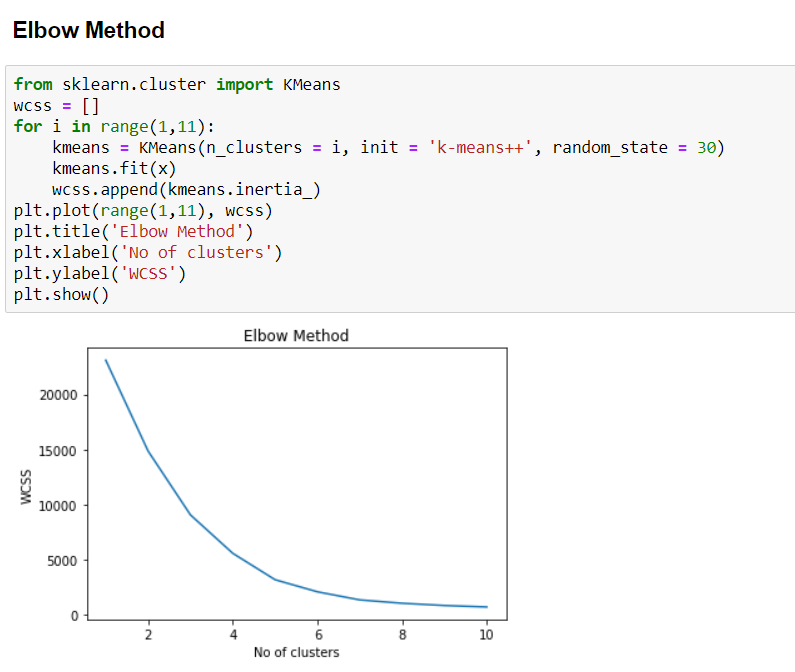 Elbow Method
from sklearn.cluster import KMeans
wcss = []
for i in range(1,11):
    kmeans = KMeans(n_clusters = i, init = 'k-means++', random_state = 30)
    kmeans.fit(x)
    wcss.append(kmeans.inertia_)
plt.plot(range(1,11), wcss)
plt.title('Elbow Method')
plt.xlabel('No of clusters')
plt.ylabel('WCSS')
plt.show()
Elbow Method
20000
15000
10000
5000
0
WCSS
2 4 6 8 10
No of clusters